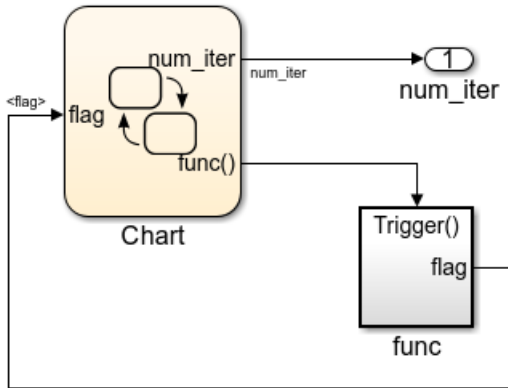 num_iter
num_iter
1
num_iter
<flag>
flag
func()
Chart
Trigger()
flag
func